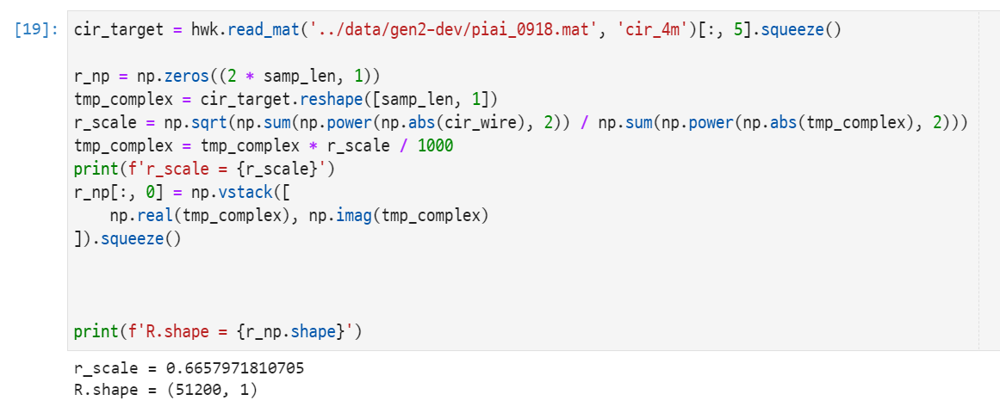 [19]: cir_target = hwk.read_mat('../data/gen2-dev/piai_0918.mat', 'cir_4m')[:, 5].squeeze()
r_np = np.zeros((2 * samp_len, 1))
tmp_complex = cir_target.reshape([samp_len, 1])
r_scale = np.sqrt(np.sum(np.power(np.abs(cir_wire), 2)) / np.sum(np.power(np.abs(tmp_complex), 2)))
tmp_complex = tmp_complex * r_scale / 1000
print(f'r_scale = {r_scale}')
r_np[:, 0] = np.vstack([
    np.real(tmp_complex), np.imag(tmp_complex)
]).squeeze()
print(f'R.shape = {r_np.shape}')
r_scale = 0.6657971810705
R.shape = (51200, 1)